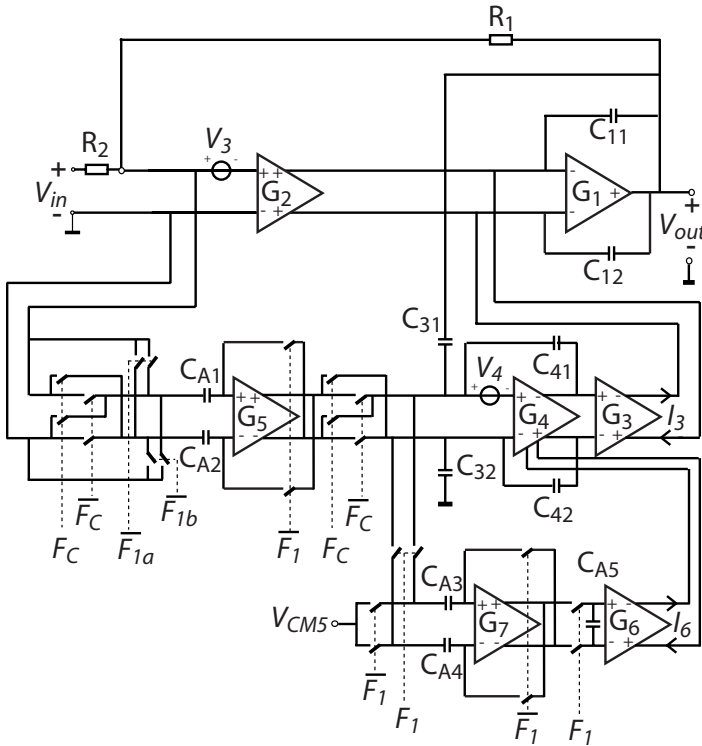 R1
C11
R2
V3
+
+ -
Vin
-
++
G2
-+
-
G1
+
-
+
Vout
-
C12
C31
V4
C41
CA1
+ -
++
G5
--
+ -
G4
- +
+ -
G3
- +
I3
CA2
C32
C42
F̅C
F̅1b
F̅C
FC
F̅1a
F̅1
FC
CA3
CA5
VCM5
++
G7
--
+ -
G6
- +
I6
CA4
F̅1
F1
F̅1
F1